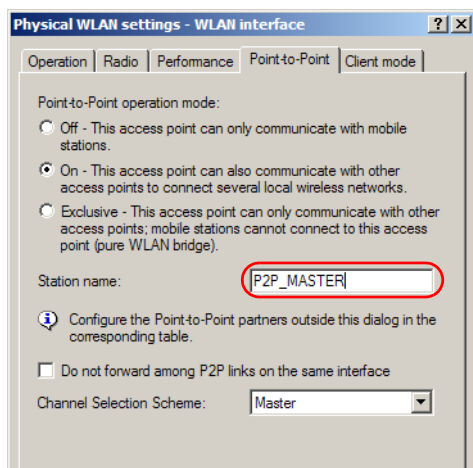 Physical WLAN settings - WLAN interface
Operation Radio Performance Point-to-Point Client mode
Point-to-Point operation mode:
Off - This access point can only communicate with mobile
stations.
On - This access point can also communicate with other
access points to connect several local wireless networks.
Exclusive - This access point can only communicate with other
access points; mobile stations cannot connect to this access
point (pure WLAN bridge).
Station name: P2P_MASTER
Configure the Point-to-Point partners outside this dialog in the
corresponding table.
Do not forward among P2P links on the same interface
Channel Selection Scheme: Master